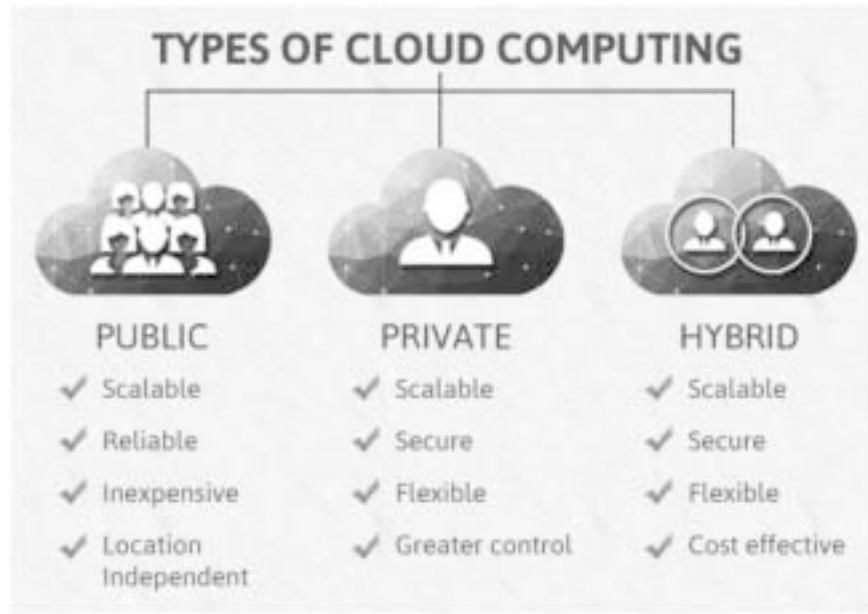 TYPES OF CLOUD COMPUTING
PUBLIC
Scalable
Reliable
Inexpensive
Location
Independent
PRIVATE
Scalable
Secure
Flexible
Greater control
HYBRID
Scalable
Secure
Flexible
Cost effective